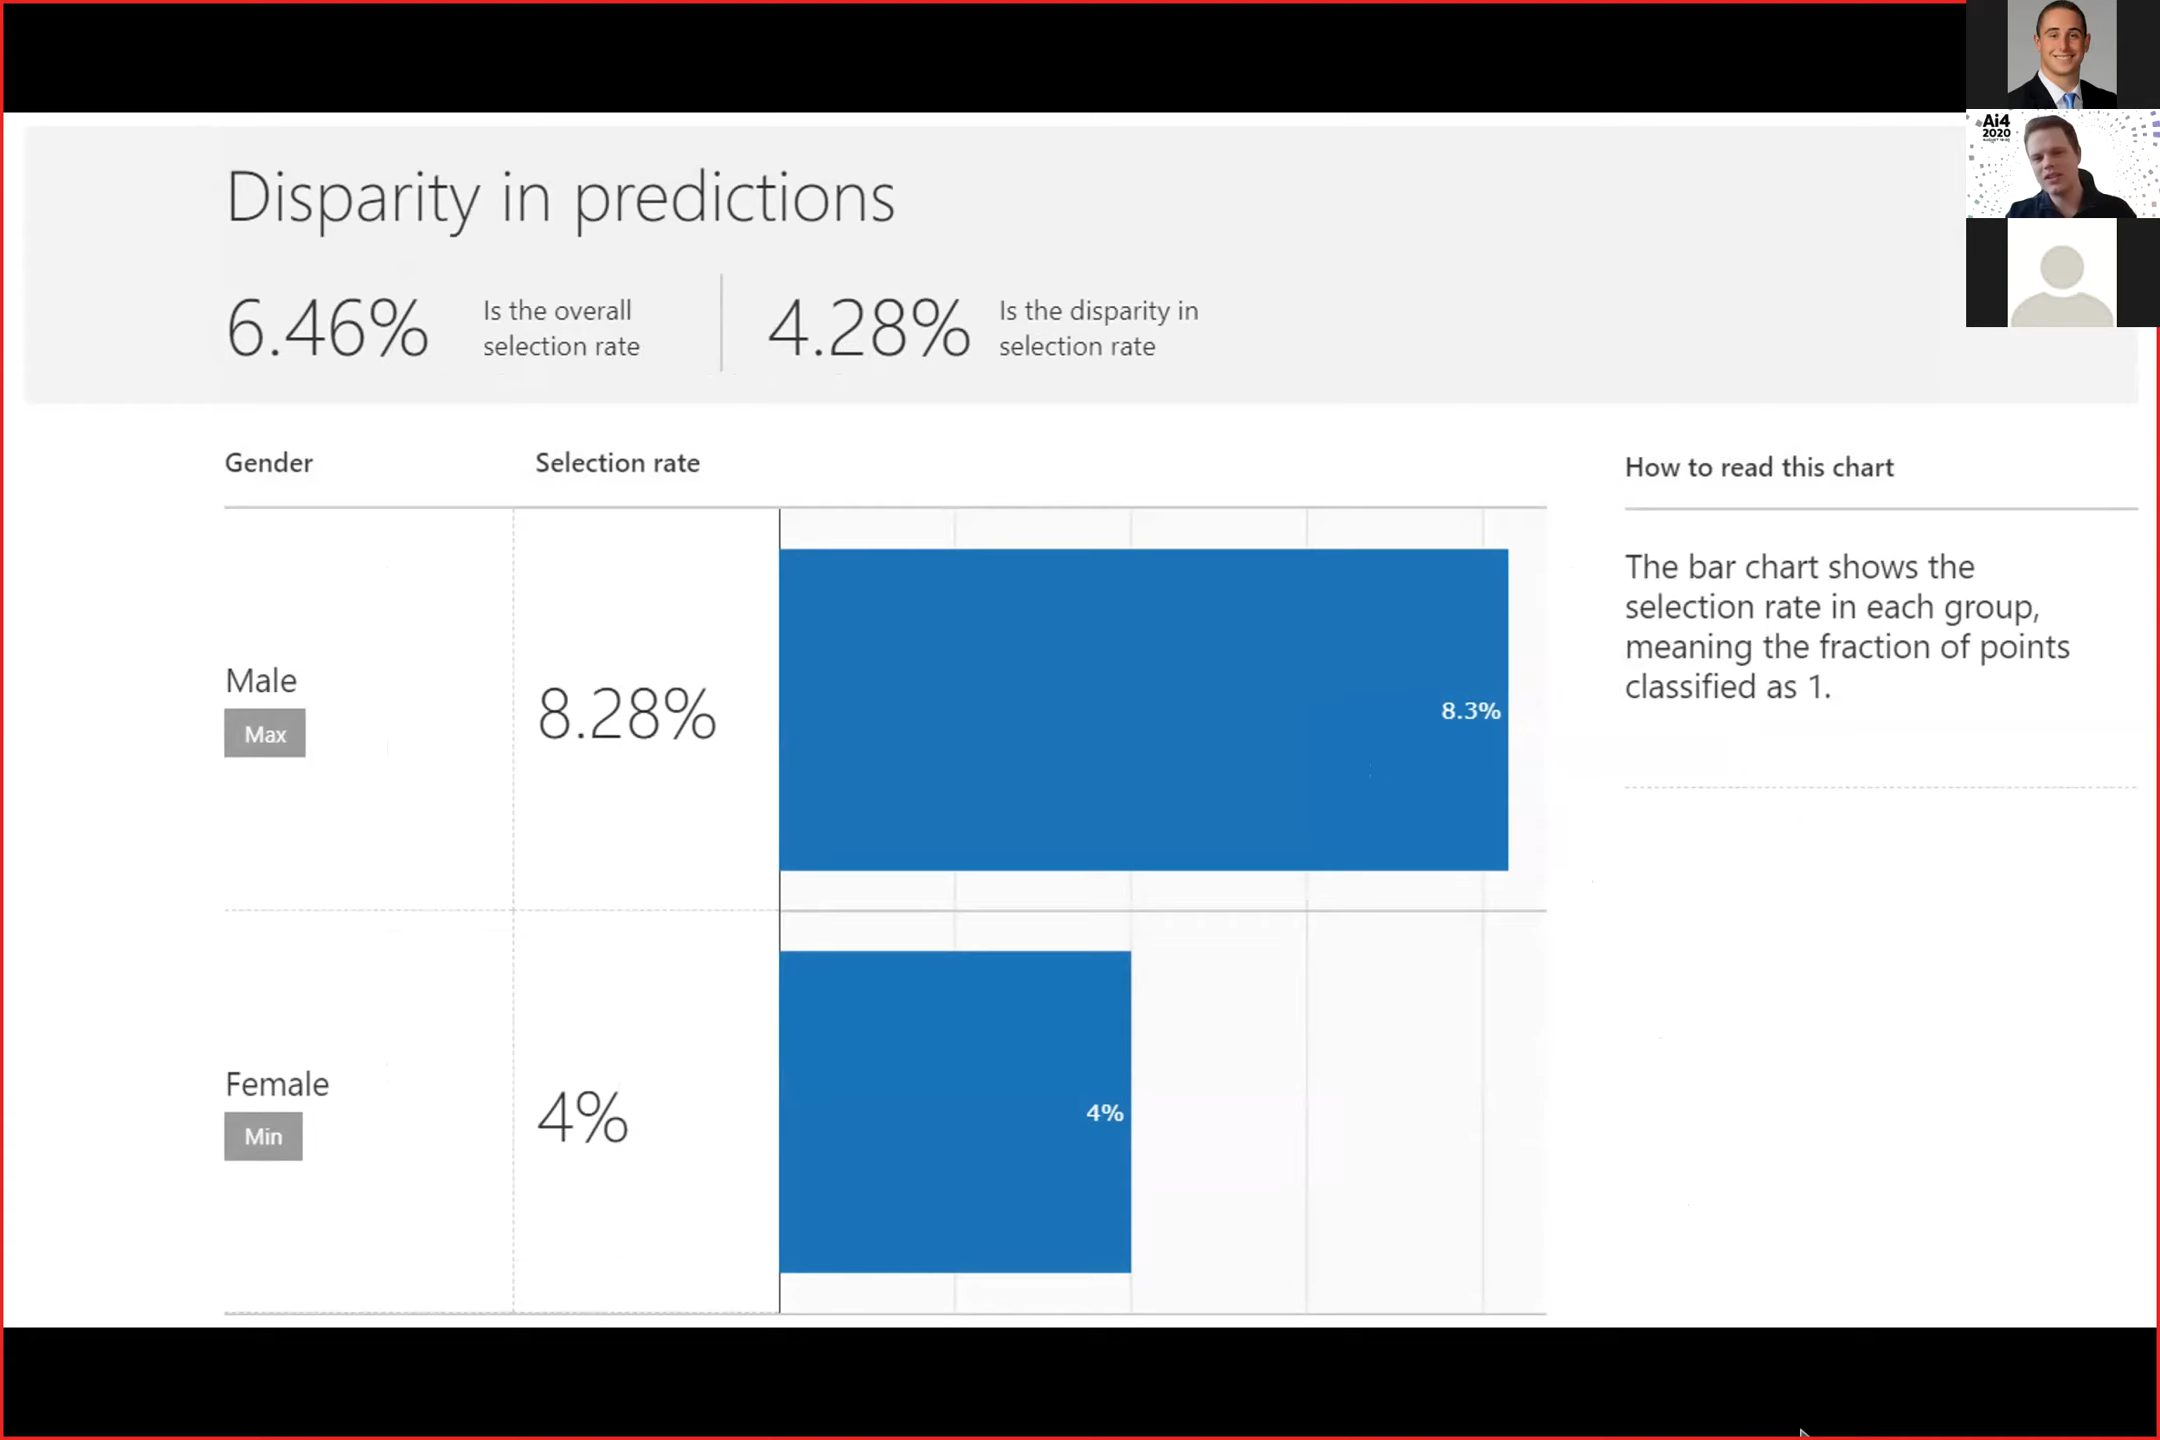 Ai4
2020
Disparity in predictions
6.46%
Is the overall
selection rate
4.28%
Is the disparity in
selection rate
Gender
Selection rate
How to read this chart
Male
Max
8.28%
8.3%
The bar chart shows the
selection rate in each group,
meaning the fraction of points
classified as 1.
Female
Min
4%
4%